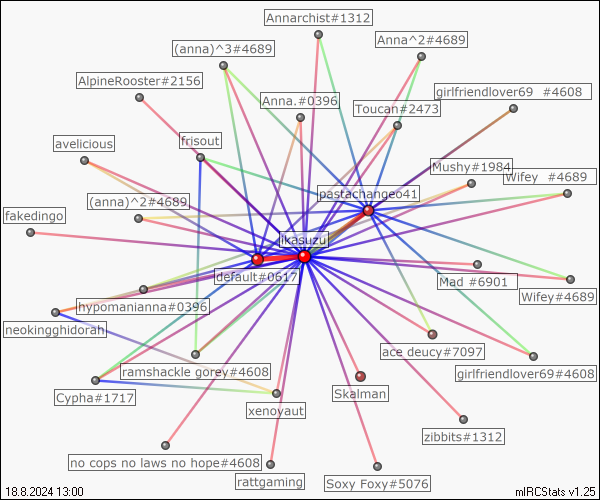 Annarchist#1312
(anna)^3#4689
Anna^2#4689
AlpineRooster#2156
girlfriendlover69 #4608
Anna.#0396
Toucan#2473
avelicious
frisout
Mushy#1984
Wifey #4689
pastachangeo41
(anna)^2#4689
fakedingo
ikasuzu
default#0617
Mad #6901
Wifey#4689
hypomanianna#0396
neokingghidorah
ace deucy#7097
ramshackle gorey#4608
girlfriendlover69#4608
Cypha#1717
Skalman
xenovaut
zibbits#1312
no cops no laws no hope#4608
rattgaming
Soxy Foxy#5076
18.8.2024 13:00
mIRCStats v1.25